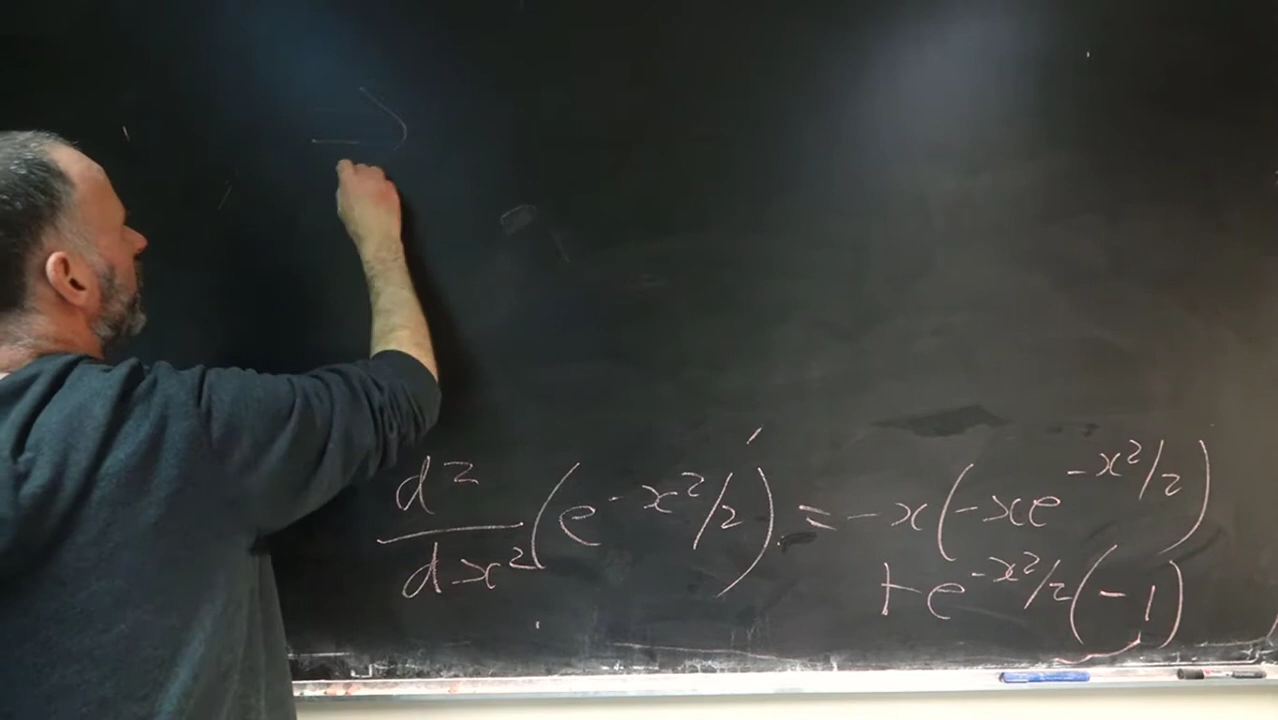 d²/dx² (e^{-x²/2}) = -x(-xe^{-x²/2})
+ e^{-x²/2}(-1)